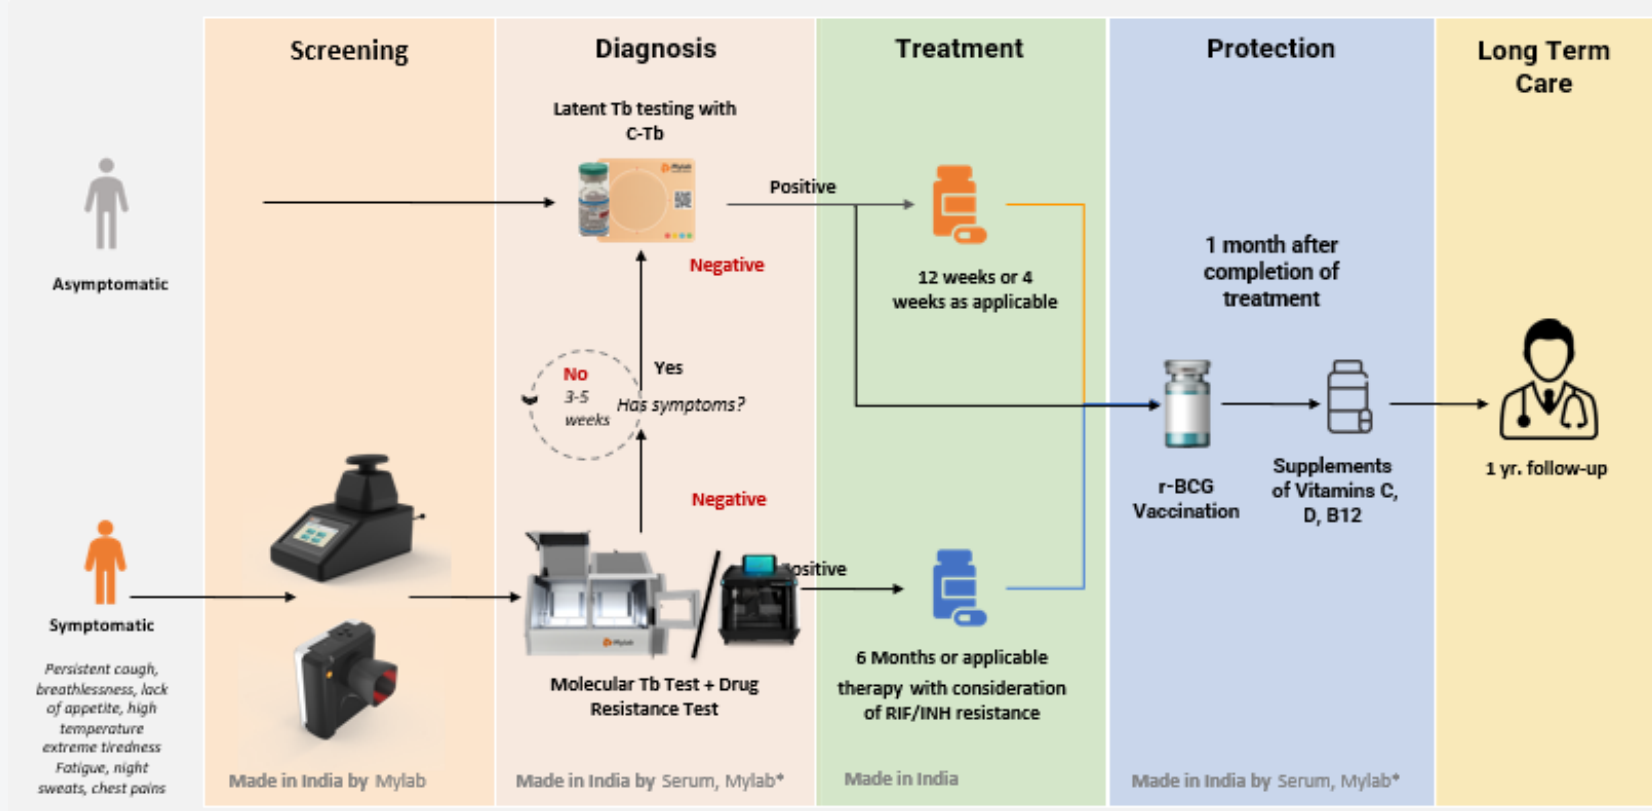 Screening
Diagnosis
Treatment
Protection
Long Term
Care
Latent Tb testing with
C-Tb
Mylab
Positive
Negative
Asymptomatic
12 weeks or 4
weeks as applicable
1 month after
completion of
treatment
Yes
No
3-5
weeks
Has symptoms?
Negative
r-BCG
Vaccination
Supplements
of Vitamins C,
D, B12
1 yr. follow-up
Symptomatic
Persistent cough,
breathlessness, lack
of appetite, high
temperature
extreme tiredness
Fatigue, night
sweats, chest pains
Mylab
ositive
Molecular Tb Test + Drug
Resistance Test
6 Months or applicable
therapy with consideration
of RIF/INH resistance
Made in India by Mylab
Made in India by Serum, Mylab*
Made in India
Made in India by Serum, Mylab*